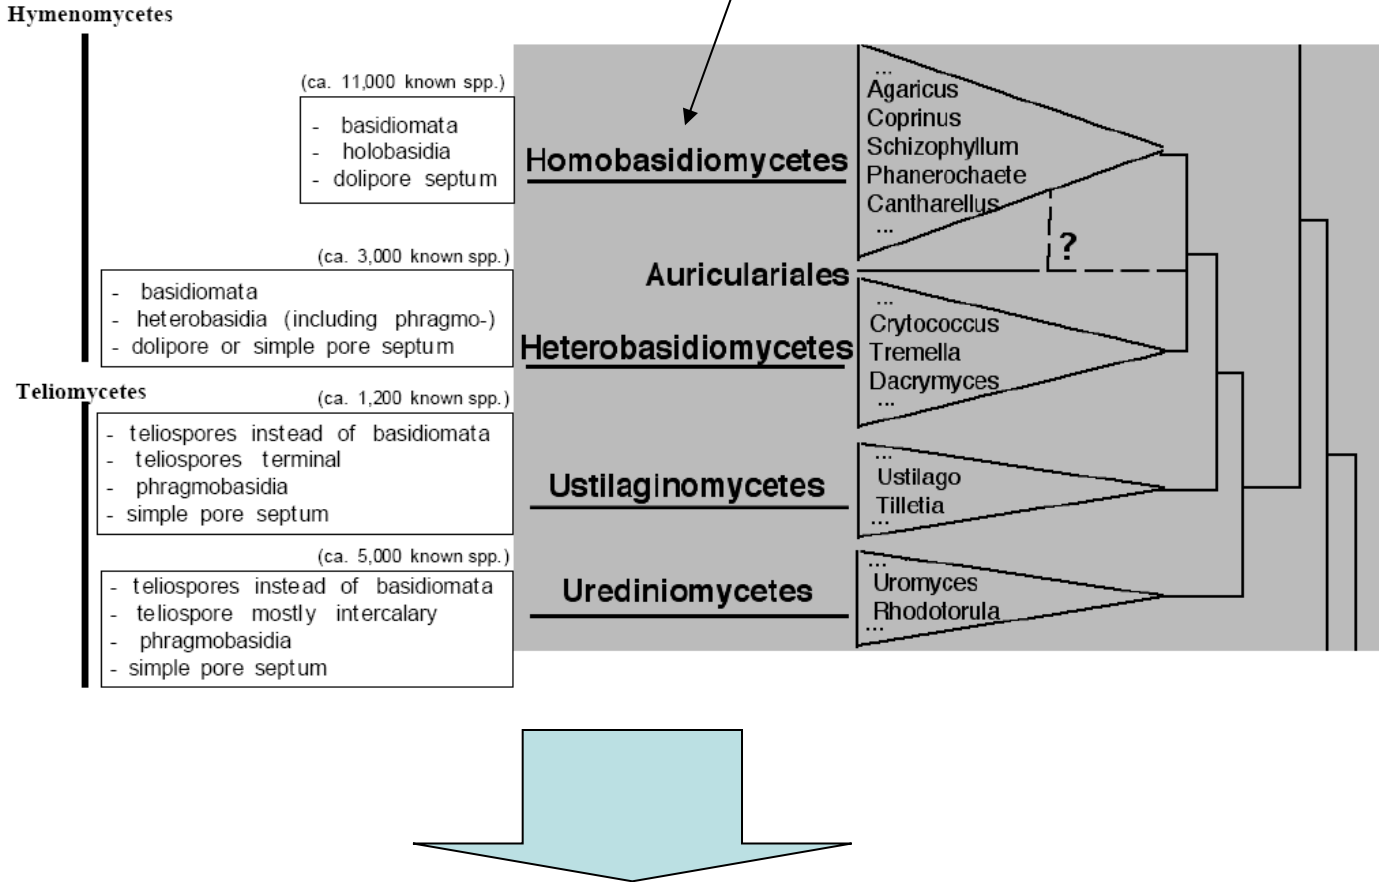 Hymenomycetes
(ca. 11,000 known spp.)
- basidiomata
- holobasidia
- dolipore septum
Homobasidiomycetes
...
Agaricus
Coprinus
Schizophyllum
Phanerochaete
Cantharellus
...
?
(ca. 3,000 known spp.)
Auriculariales
- basidiomata
- heterobasidia (including phragmo-)
- dolipore or simple pore septum
Heterobasidiomycetes
...
Crytococcus
Tremella
Dacrymyces
...
Teliomycetes
(ca. 1,200 known spp.)
- teliospores instead of basidiomata
- teliospores terminal
- phragmobasidia
- simple pore septum
Ustilaginomycetes
...
Ustilago
Tilletia
...
(ca. 5,000 known spp.)
- teliospores instead of basidiomata
- teliospore mostly intercalary
- phragmobasidia
- simple pore septum
Urediniomycetes
...
Uromyces
Rhodotorula
...